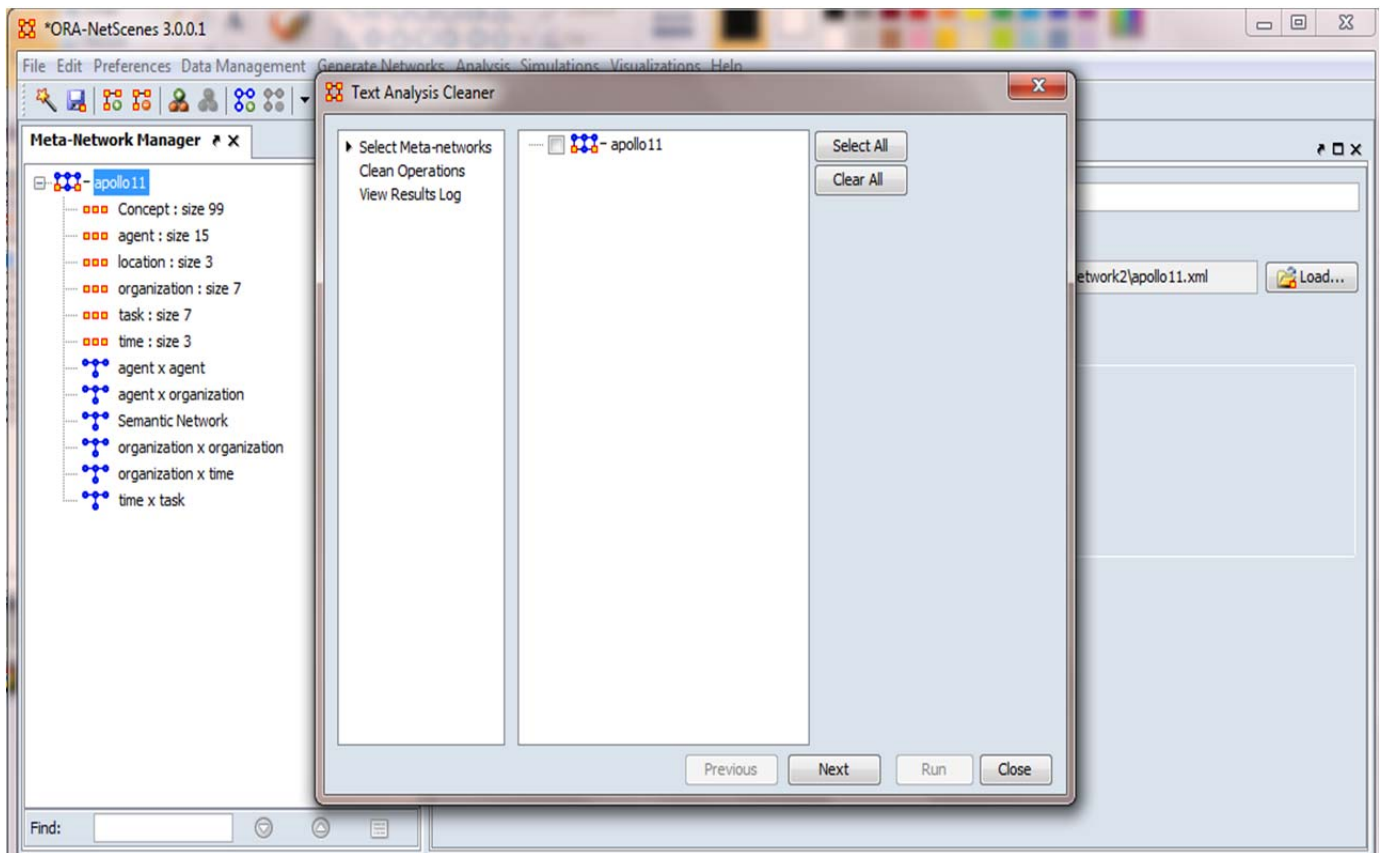 *ORA-NetScenes 3.0.0.1
File Edit Preferences Data Management Generate Networks Analysis Simulations Visualizations Help
Text Analysis Cleaner
Meta-Network Manager
apollo11
Concept : size 99
agent : size 15
location : size 3
organization : size 7
task : size 7
time : size 3
agent x agent
agent x organization
Semantic Network
organization x organization
organization x time
time x task
Find:
Select Meta-networks
Clean Operations
View Results Log
apollo11
Select All
Clear All
Previous Next Run Close
etwork2\apollo11.xml Load...